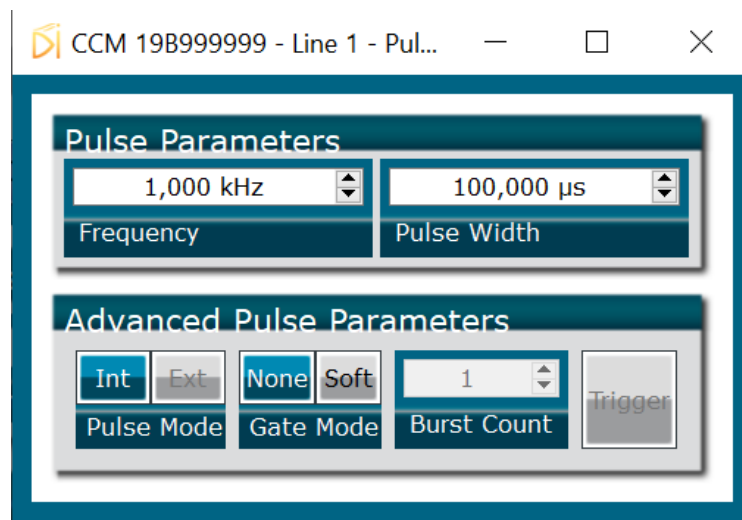 CCM 19B999999 - Line 1 - Pul...
Pulse Parameters
1,000 kHz 100,000 µs
Frequency Pulse Width
Advanced Pulse Parameters
Int Ext None Soft 1 Trigger
Pulse Mode Gate Mode Burst Count